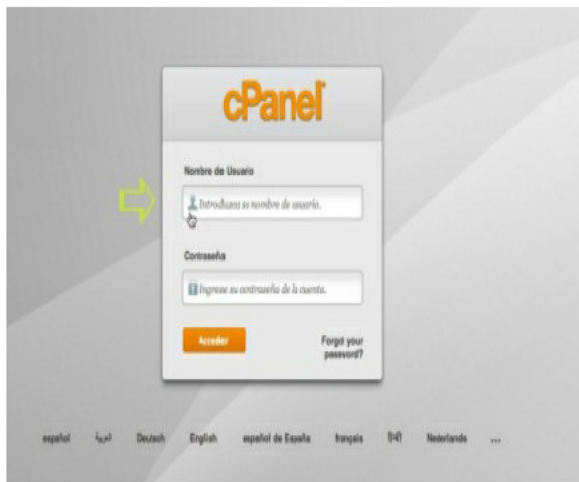 cPanel
Nombre de Usuario
Introduzca su nombre de usuario.
Contraseña
Ingrese su contraseña de la cuenta.
Acceder
Forgot your
password?
español العربية Deutsch English español de España français हिन्दी Nederlands ...